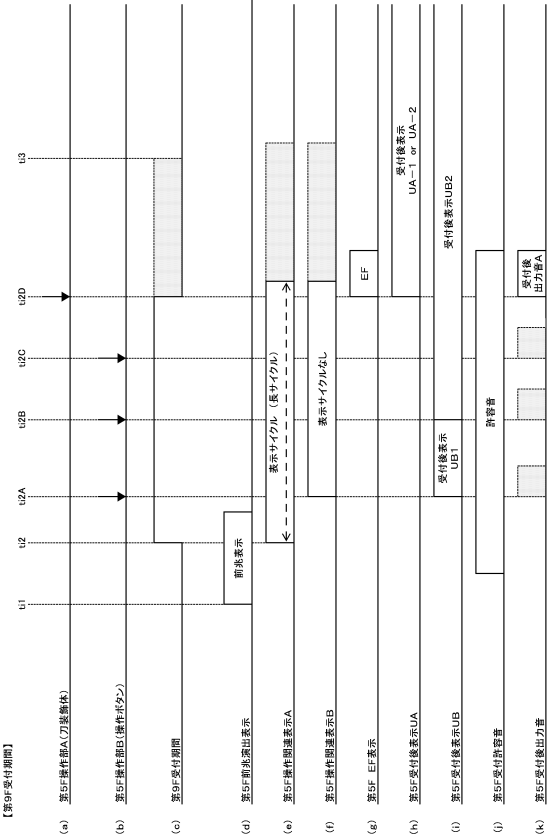 【第9F受付期間】
ti1
ti2
ti2A
ti2B
ti2C
ti2D
ti3
(a) 第5F操作部A(刀装飾体)
(b) 第5F操作部B(操作ボタン)
(c) 第9F受付期間
(d) 第5F前兆演出表示
前兆表示
(e) 第5F操作関連表示A
表示サイクル (長サイクル)
(f) 第5F操作関連表示B
表示サイクルなし
(g) 第5F EF表示
EF
(h) 第5F受付後表示UA
受付後表示
UA－1 or UA－2
(i) 第5F受付後表示UB
受付後表示
UB1
受付後表示UB2
(j) 第5F受付許容音
許容音
(k) 第5F受付後出力音
受付後
出力音A